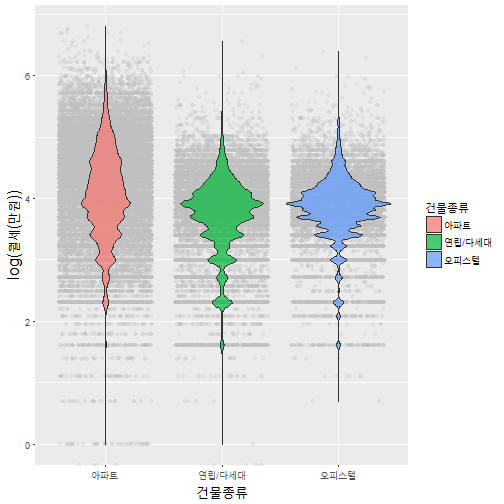 log(월세(만원))
6
4
2
0
아파트
연립/다세대
오피스텔
건물종류
건물종류
아파트
연립/다세대
오피스텔